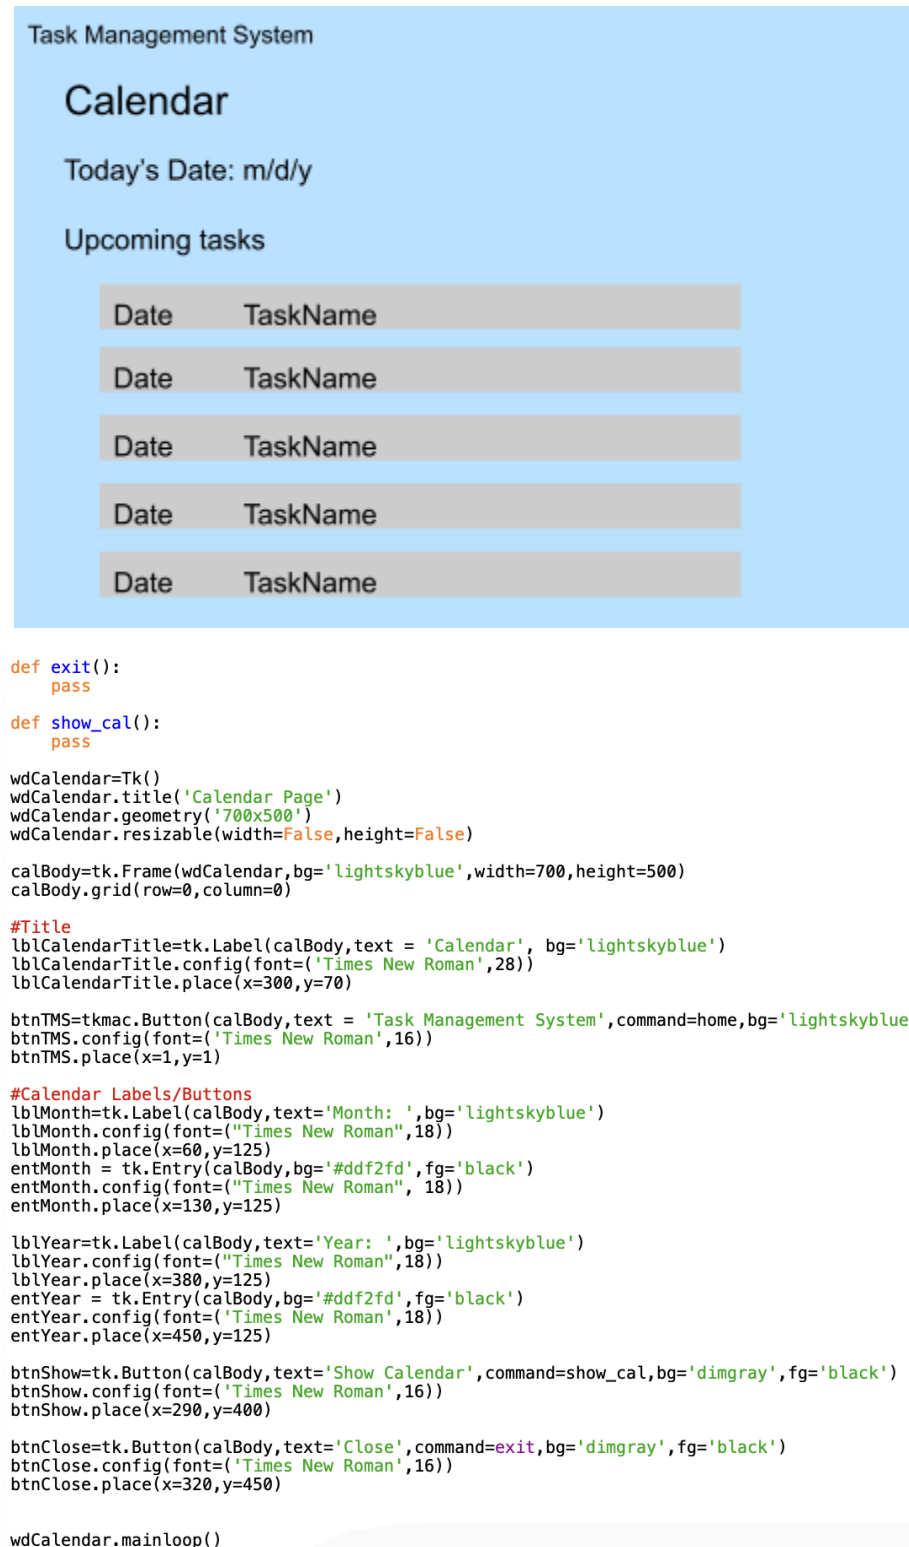 Task Management System
Calendar
Today's Date: m/d/y
Upcoming tasks
Date TaskName
Date TaskName
Date TaskName
Date TaskName
Date TaskName
def exit():
    pass
def show_cal():
    pass
wdCalendar=Tk()
wdCalendar.title('Calendar Page')
wdCalendar.geometry('700x500')
wdCalendar.resizable(width=False,height=False)
calBody=tk.Frame(wdCalendar,bg='lightskyblue',width=700,height=500)
calBody.grid(row=0,column=0)
#Title
lblCalendarTitle=tk.Label(calBody,text = 'Calendar', bg='lightskyblue')
lblCalendarTitle.config(font=('Times New Roman',28))
lblCalendarTitle.place(x=300,y=70)
btnTMS=tkmac.Button(calBody,text = 'Task Management System',command=home,bg='lightskyblue
btnTMS.config(font=('Times New Roman',16))
btnTMS.place(x=1,y=1)
#Calendar Labels/Buttons
lblMonth=tk.Label(calBody,text='Month: ',bg='lightskyblue')
lblMonth.config(font=("Times New Roman",18))
lblMonth.place(x=60,y=125)
entMonth = tk.Entry(calBody,bg='#ddf2fd',fg='black')
entMonth.config(font=("Times New Roman", 18))
entMonth.place(x=130,y=125)
lblYear=tk.Label(calBody,text='Year: ',bg='lightskyblue')
lblYear.config(font=("Times New Roman",18))
lblYear.place(x=380,y=125)
entYear = tk.Entry(calBody,bg='#ddf2fd',fg='black')
entYear.config(font=('Times New Roman',18))
entYear.place(x=450,y=125)
btnShow=tk.Button(calBody,text='Show Calendar',command=show_cal,bg='dimgray',fg='black')
btnShow.config(font=('Times New Roman',16))
btnShow.place(x=290,y=400)
btnClose=tk.Button(calBody,text='Close',command=exit,bg='dimgray',fg='black')
btnClose.config(font=('Times New Roman',16))
btnClose.place(x=320,y=450)
wdCalendar.mainloop()